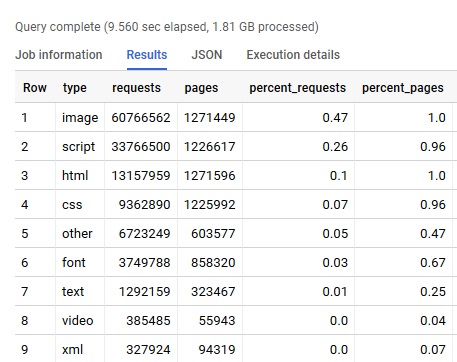 Query complete (9.560 sec elapsed, 1.81 GB processed)
Job information Results JSON Execution details
Row type requests pages percent_requests percent_pages
1 image 60766562 1271449 0.47 1.0
2 script 33766500 1226617 0.26 0.96
3 html 13157959 1271596 0.1 1.0
4 css 9362890 1225992 0.07 0.96
5 other 6723249 603577 0.05 0.47
6 font 3749788 858320 0.03 0.67
7 text 1292159 323467 0.01 0.25
8 video 385485 55943 0.0 0.04
9 xml 327924 94319 0.0 0.07